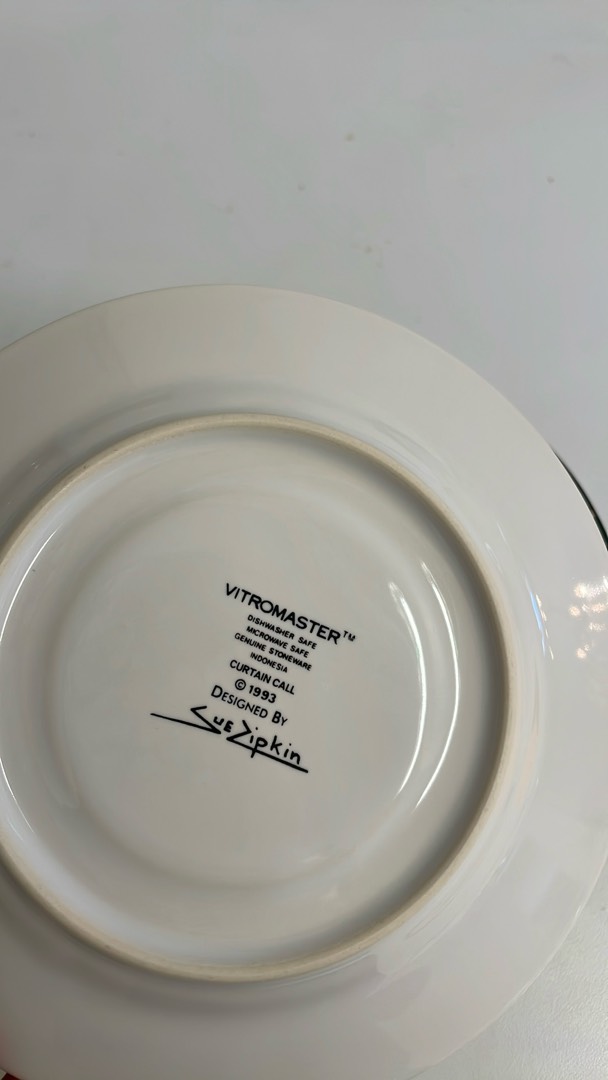 VITROMASTER™
DISHWASHER SAFE
MICROWAVE SAFE
GENUINE STONEWARE
INDONESIA
CURTAIN CALL
© 1993
DESIGNED BY
Sue Zipkin